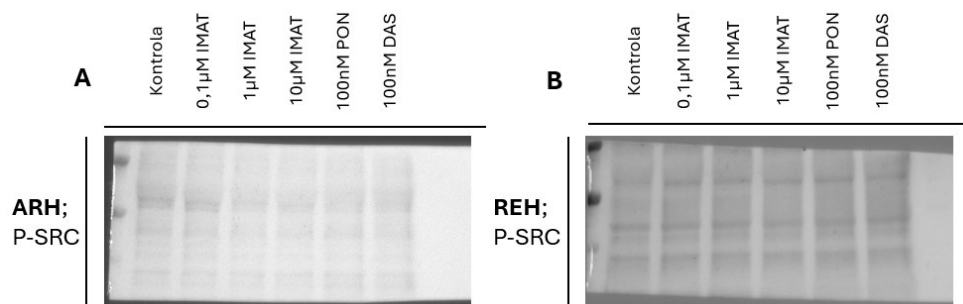 A
Kontrola
0,1µM IMAT
1µM IMAT
10µM IMAT
100nM PON
100nM DAS
ARH;
P-SRC
B
Kontrola
0,1µM IMAT
1µM IMAT
10µM IMAT
100nM PON
100nM DAS
REH;
P-SRC